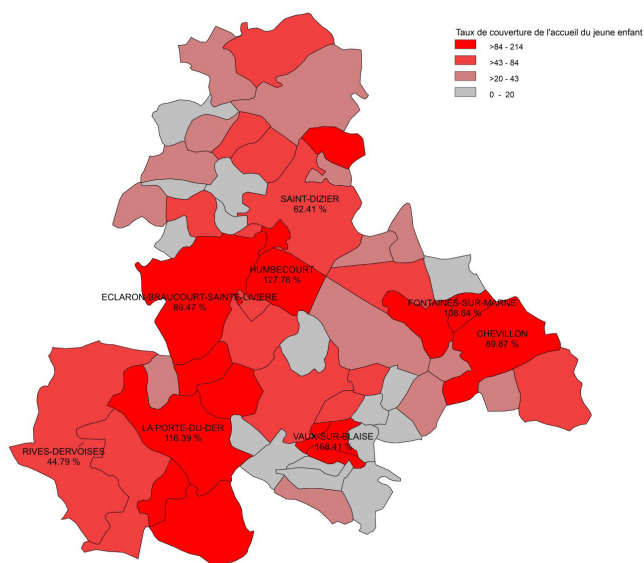 Taux de couverture de l'accueil du jeune enfant
>84 - 214
>43 - 84
>20 - 43
0 - 20
SAINT-DIZIER
62.41 %
HUMBECOURT
127.76 %
ECLARON-BRAUCOURT-SAINTE-LIVIERE
86.47 %
FONTAINES-SUR-MARNE
108.64 %
CHEVILLON
89.87 %
LA PORTE-DU-DER
116.39 %
VAUX-SUR-BLAISE
168.41 %
RIVES-DERVOISES
44.79 %